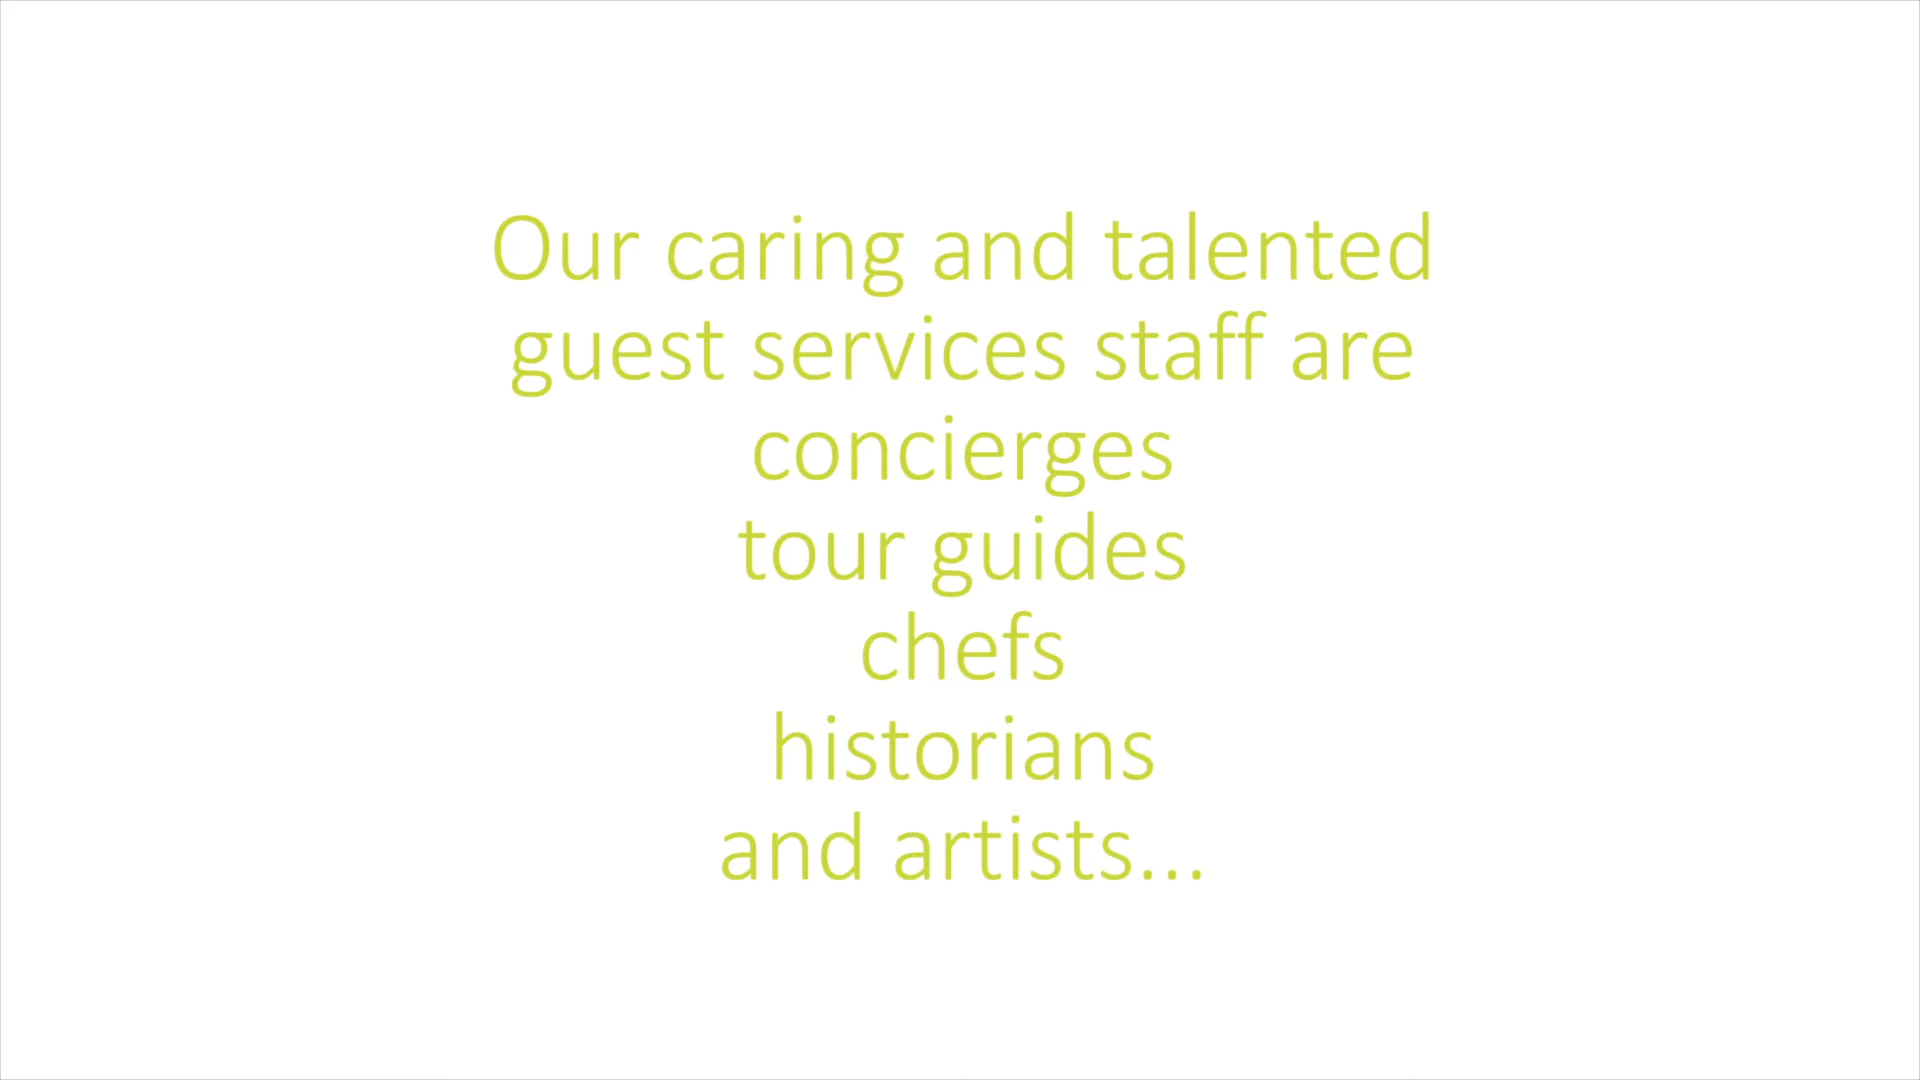 Our caring and talented
guest services staff are
concierges
tour guides
chefs
historians
and artists...